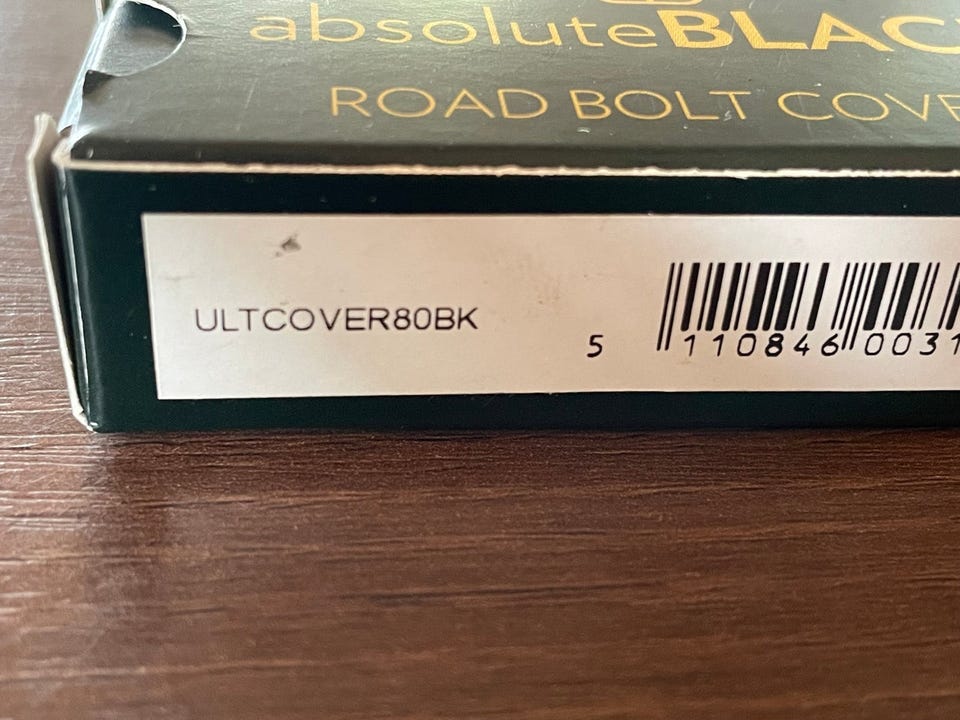 absoluteBLAC
ROAD BOLT COVE
ULTCOVER80BK
5 110846 0031